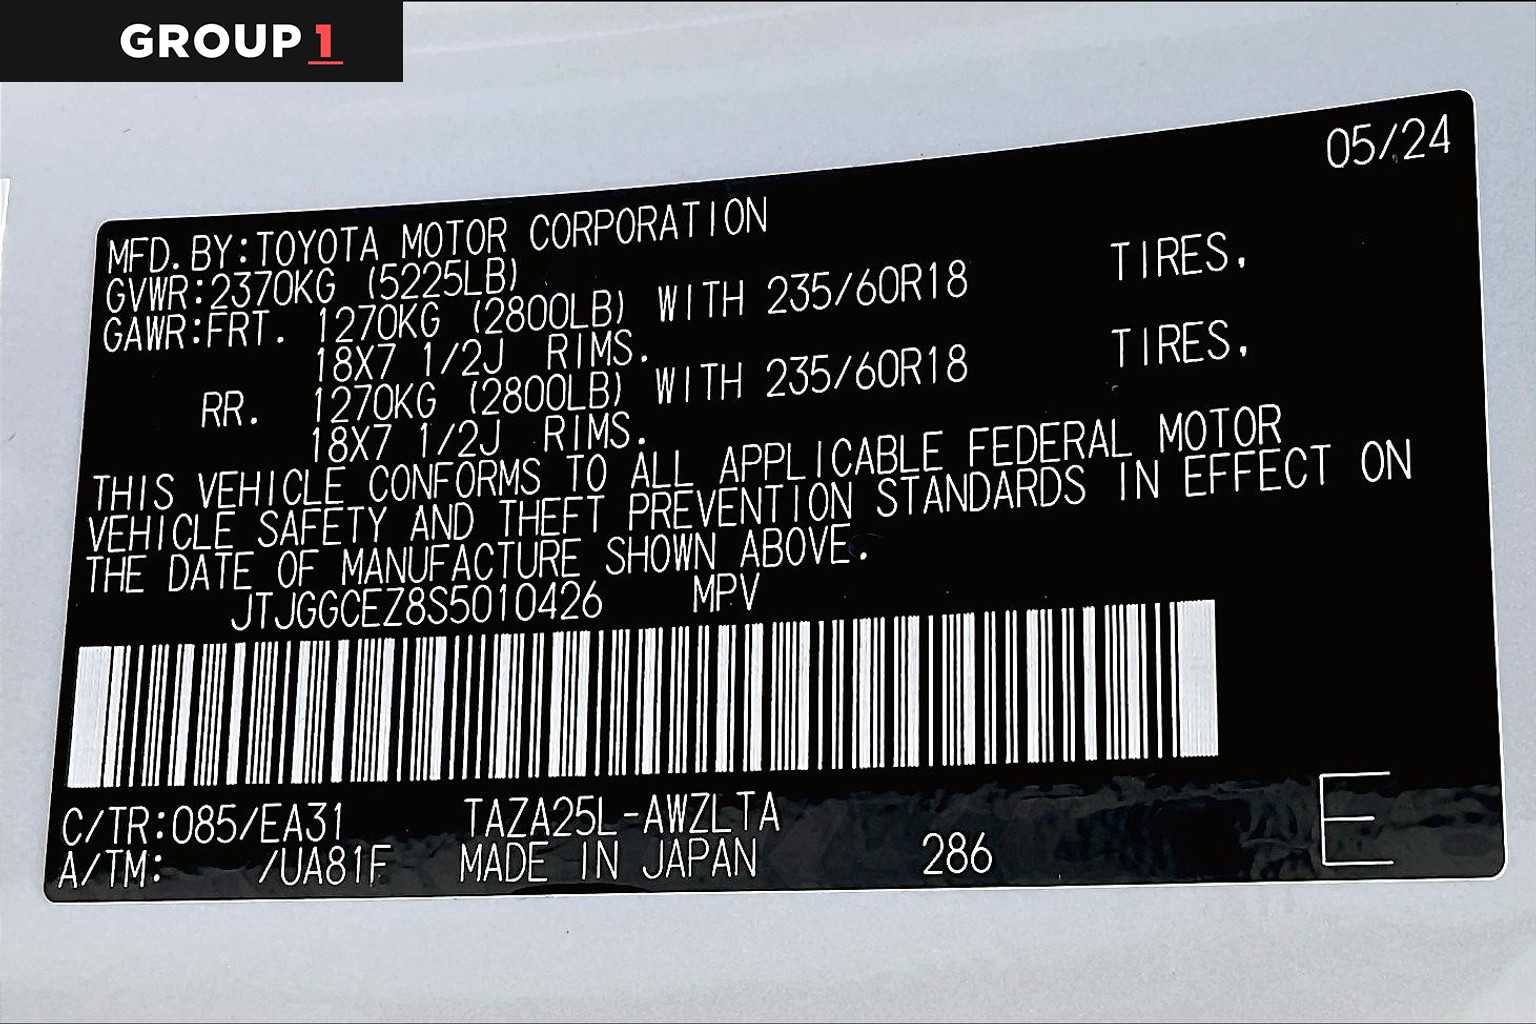 GROUP 1
05/24
MFD. BY:TOYOTA MOTOR CORPORATION
GVWR:2370KG (5225LB)
GAWR:FRT. 1270KG (2800LB) WITH 235/60R18 TIRES,
18X7 1/2J RIMS.
RR. 1270KG (2800LB) WITH 235/60R18 TIRES,
18X7 1/2J RIMS.
THIS VEHICLE CONFORMS TO ALL APPLICABLE FEDERAL MOTOR
VEHICLE SAFETY AND THEFT PREVENTION STANDARDS IN EFFECT ON
THE DATE OF MANUFACTURE SHOWN ABOVE.
JTJGGCEZ8S5010426 MPV
C/TR:085/EA31 TAZA25L-AWZLTA
A/TM: /UA81F MADE IN JAPAN 286 E